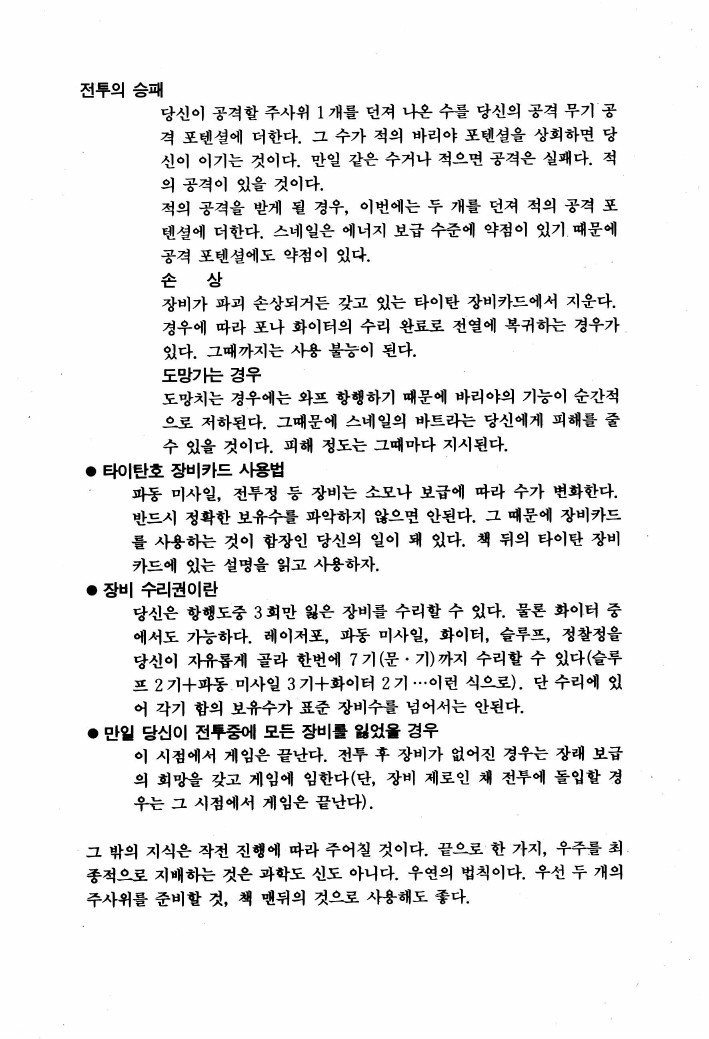 전투의 승패
당신이 공격할 주사위 1개를 던져 나온 수를 당신의 공격 무기 공
격 포텐셜에 더한다. 그 수가 적의 바리야 포텐셜을 상회하면 당
신이 이기는 것이다. 만일 같은 수거나 적으면 공격은 실패다. 적
의 공격이 있을 것이다.
적의 공격을 받게 될 경우, 이번에는 두 개를 던져 적의 공격 포
텐셜에 더한다. 스네일은 에너지 보급 수준에 약점이 있기 때문에
공격 포텐셜에도 약점이 있다.
손 상
장비가 파괴 손상되거든 갖고 있는 타이탄 장비카드에서 지운다.
경우에 따라 포나 화이터의 수리 완료로 전열에 복귀하는 경우가
있다. 그때까지는 사용 불능이 된다.
도망가는 경우
도망치는 경우에는 와프 항행하기 때문에 바리야의 기능이 순간적
으로 저하된다. 그때문에 스네일의 바트라는 당신에게 피해를 줄
수 있을 것이다. 피해 정도는 그때마다 지시된다.
● 타이탄호 장비카드 사용법
파동 미사일, 전투정 등 장비는 소모나 보급에 따라 수가 변화한다.
반드시 정확한 보유수를 파악하지 않으면 안된다. 그 때문에 장비카드
를 사용하는 것이 함장인 당신의 일이 돼 있다. 책 뒤의 타이탄 장비
카드에 있는 설명을 읽고 사용하자.
● 장비 수리권이란
당신은 항행도중 3회만 잃은 장비를 수리할 수 있다. 물론 화이터 중
에서도 가능하다. 레이저포, 파동 미사일, 화이터, 슬루프, 정찰정을
당신이 자유롭게 골라 한번에 7기(문·기)까지 수리할 수 있다(슬루
프 2기+파동 미사일 3기+화이터 2기…이런 식으로). 단 수리에 있
어 각기 함의 보유수가 표준 장비수를 넘어서는 안된다.
● 만일 당신이 전투중에 모든 장비를 잃었을 경우
이 시점에서 게임은 끝난다. 전투 후 장비가 없어진 경우는 장래 보급
의 희망을 갖고 게임에 임한다(단, 장비 제로인 채 전투에 돌입할 경
우는 그 시점에서 게임은 끝난다).
그 밖의 지식은 작전 진행에 따라 주어칠 것이다. 끝으로 한 가지, 우주를 최
종적으로 지배하는 것은 과학도 신도 아니다. 우연의 법칙이다. 우선 두 개의
주사위를 준비할 것, 책 맨뒤의 것으로 사용해도 좋다.